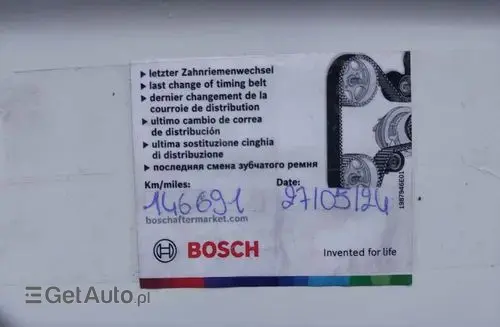 ▸ letzter Zahnriemenwechsel
▸ last change of timing belt
▸ dernier changement de la
courroie de distribution
▸ ultimo cambio de correa
de distribución
▸ ultima sostituzione cinghia
di distribuzione
▸ последняя смена зубчатого ремня
Km/miles: Date:
146691 27/05/24
boschaftermarket.com
BOSCH Invented for life
1987946E01
GetAuto.pl